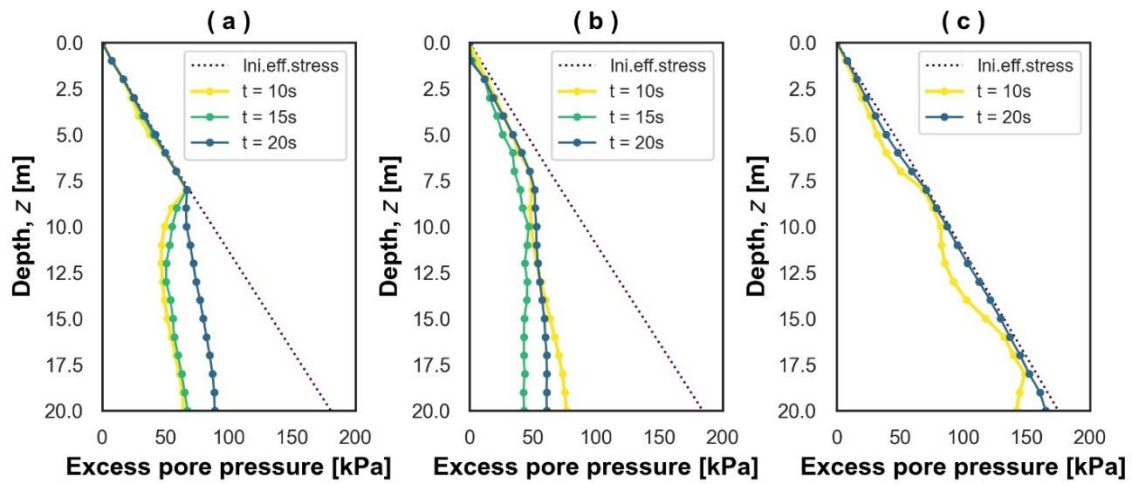 ( a )
0.0
2.5
5.0
7.5
10.0
12.5
15.0
17.5
20.0
Depth, z [m]
Ini.eff.stress
t = 10s
t = 15s
t = 20s
0 50 100 150 200
Excess pore pressure [kPa]
( b )
0.0
2.5
5.0
7.5
10.0
12.5
15.0
17.5
20.0
Depth, z [m]
Ini.eff.stress
t = 10s
t = 15s
t = 20s
0 50 100 150 200
Excess pore pressure [kPa]
( c )
0.0
2.5
5.0
7.5
10.0
12.5
15.0
17.5
20.0
Depth, z [m]
Ini.eff.stress
t = 10s
t = 20s
0 50 100 150 200
Excess pore pressure [kPa]